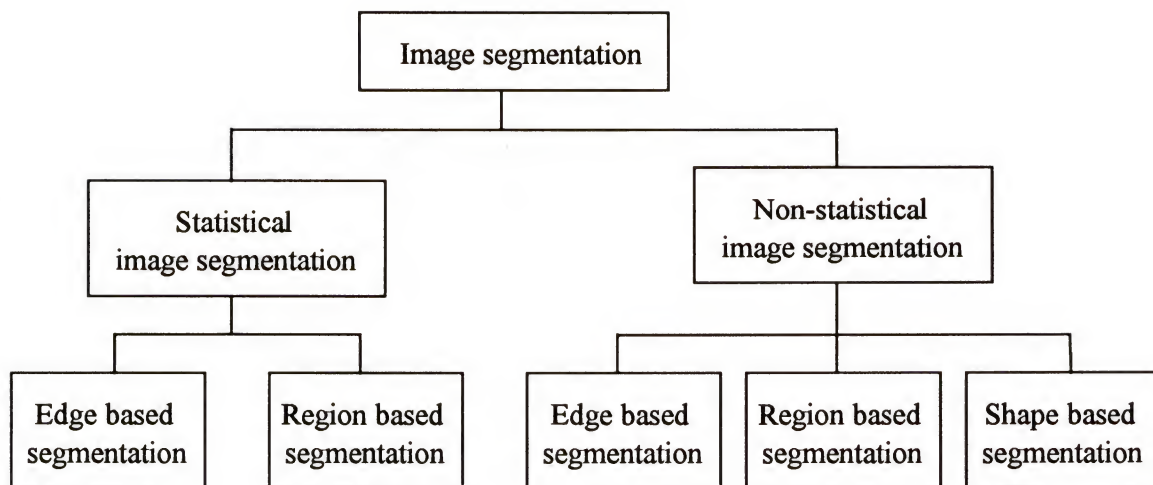 Image segmentation
Statistical
image segmentation
Non-statistical
image segmentation
Edge based
segmentation
Region based
segmentation
Edge based
segmentation
Region based
segmentation
Shape based
segmentation